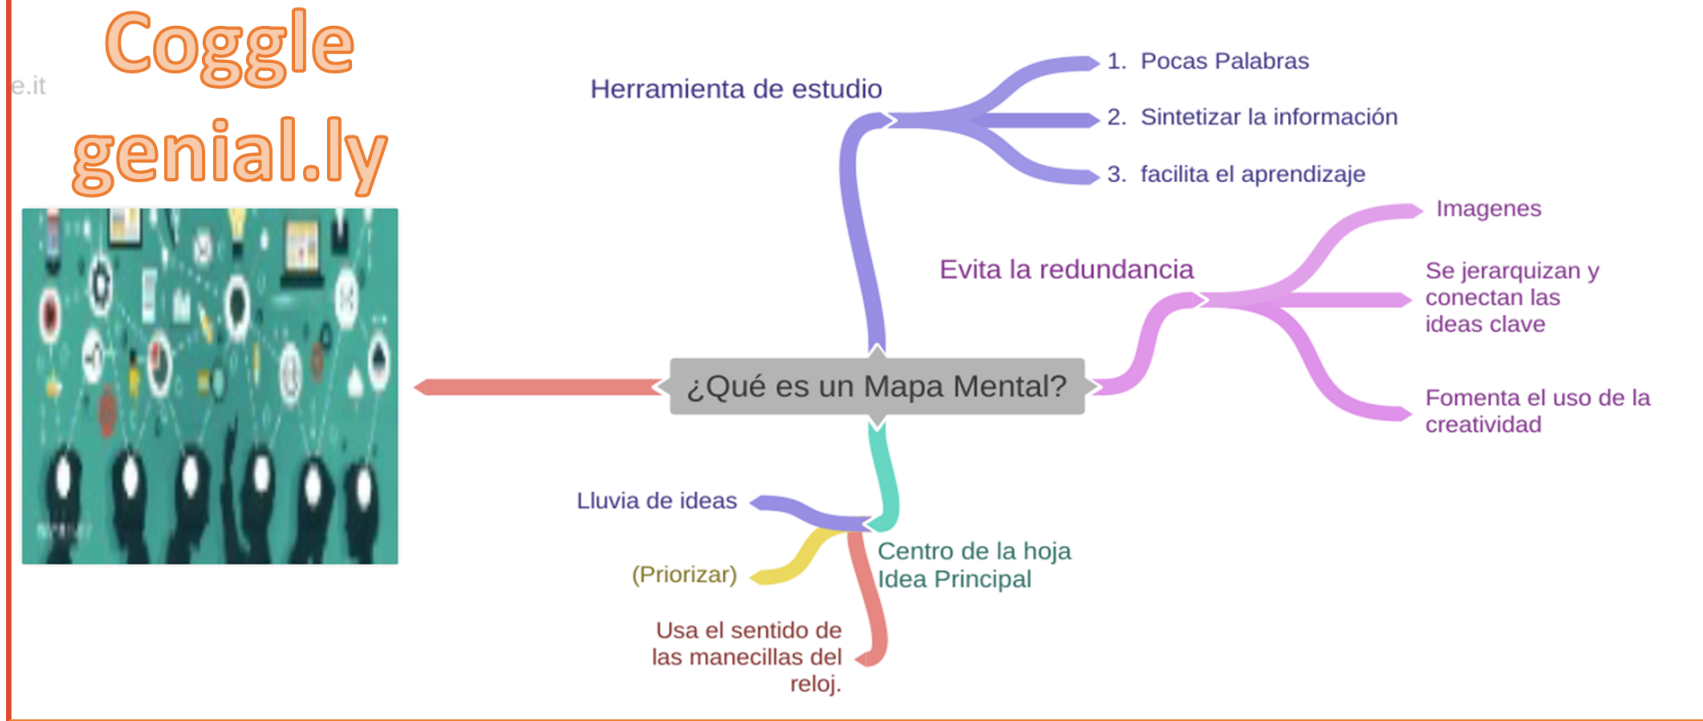 Coggle
e.it
genial.ly
Herramienta de estudio
1. Pocas Palabras
2. Sintetizar la información
3. facilita el aprendizaje
Evita la redundancia
Imagenes
Se jerarquizan y
conectan las
ideas clave
Fomenta el uso de la
creatividad
¿Qué es un Mapa Mental?
Lluvia de ideas
(Priorizar)
Usa el sentido de
las manecillas del
reloj.
Centro de la hoja
Idea Principal